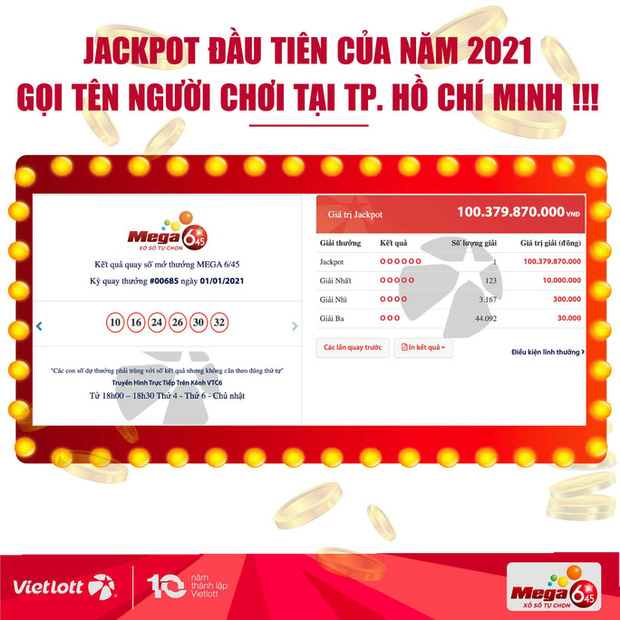 JACKPOT ĐẦU TIÊN CỦA NĂM 2021
GỌI TÊN NGƯỜI CHƠI TẠI TP. HỒ CHÍ MINH !!!
Mega 6/45
XỔ SỐ TỰ CHỌN
Kết quả quay số mở thưởng MEGA 6/45
Kỳ quay thưởng #00685 ngày 01/01/2021
10 16 24 26 30 32
"Các con số dự thưởng phải trùng với số kết quả nhưng không cần theo đúng thứ tự"
Truyền Hình Trực Tiếp Trên Kênh VTC6
Từ 18h00 – 18h30 Thứ 4 - Thứ 6 - Chủ nhật
Giá trị Jackpot 100.379.870.000 VNĐ
Giải thưởng Kết quả Số lượng giải Giá trị giải (đồng)
Jackpot O O O O O O 1 100.379.870.000
Giải Nhất O O O O O 123 10.000.000
Giải Nhì O O O O 3.167 300.000
Giải Ba O O O 44.092 30.000
Các lần quay trước In kết quả
Điều kiện lĩnh thưởng
Vietlott
10 năm
thành lập
Vietlott
Mega 6/45
XỔ SỐ TỰ CHỌN